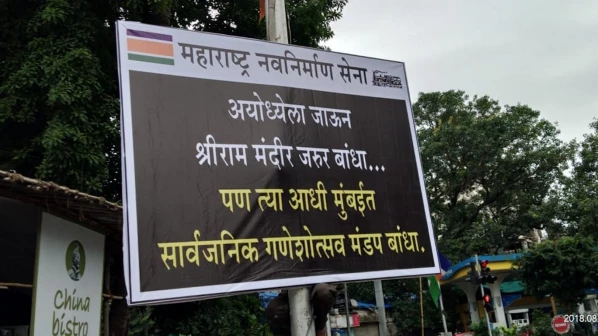 महाराष्ट्र नवनिर्माण सेना
अयोध्येला जाऊन
श्रीराम मंदीर जरुर बांधा...
पण त्या आधी मुंबईत
सार्वजनिक गणेशोत्सव मंडप बांधा.
China
bistro
2018.08